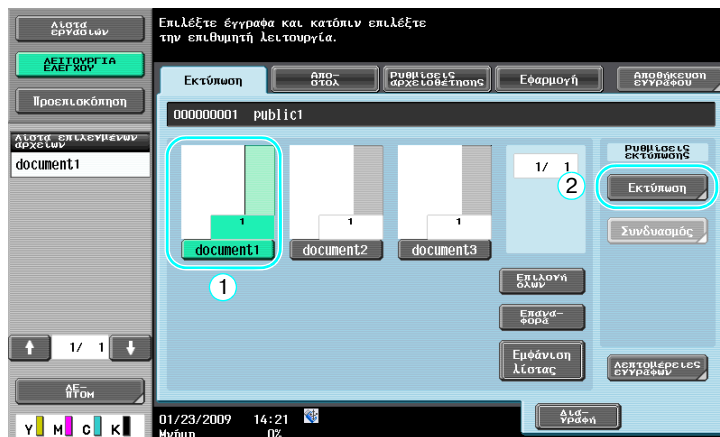 Λίστα
εργασιών
Επιλέξτε έγγραφα και κατόπιν επιλέξτε
την επιθυμητή λειτουργία.
ΛΕΙΤΟΥΡΓΙΑ
ΕΛΕΓΧΟΥ
Προεπισκόπηση
Εκτύπωση
Απο-
στολ
Ρυθμίσεις
αρχειοθέτησης
Εφαρμογή
Αποθήκευση
εγγράφου
000000001 public1
Λίστα επιλεγμένων
αρχείων
document1
1/ 1
2
Ρυθμίσεις
εκτύπωσης
Εκτύπωση
Συνδυασμός
1
1
1
document1
document2
document3
1
Επιλογή
όλων
Επανα-
φορά
Εμφάνιση
λίστας
1/ 1
Λεπτομέρειες
εγγράφων
ΛΕ-
ΠΤΟΜ
Δια-
γραφή
Y M C K
01/23/2009 14:21
Μνήμη 0%